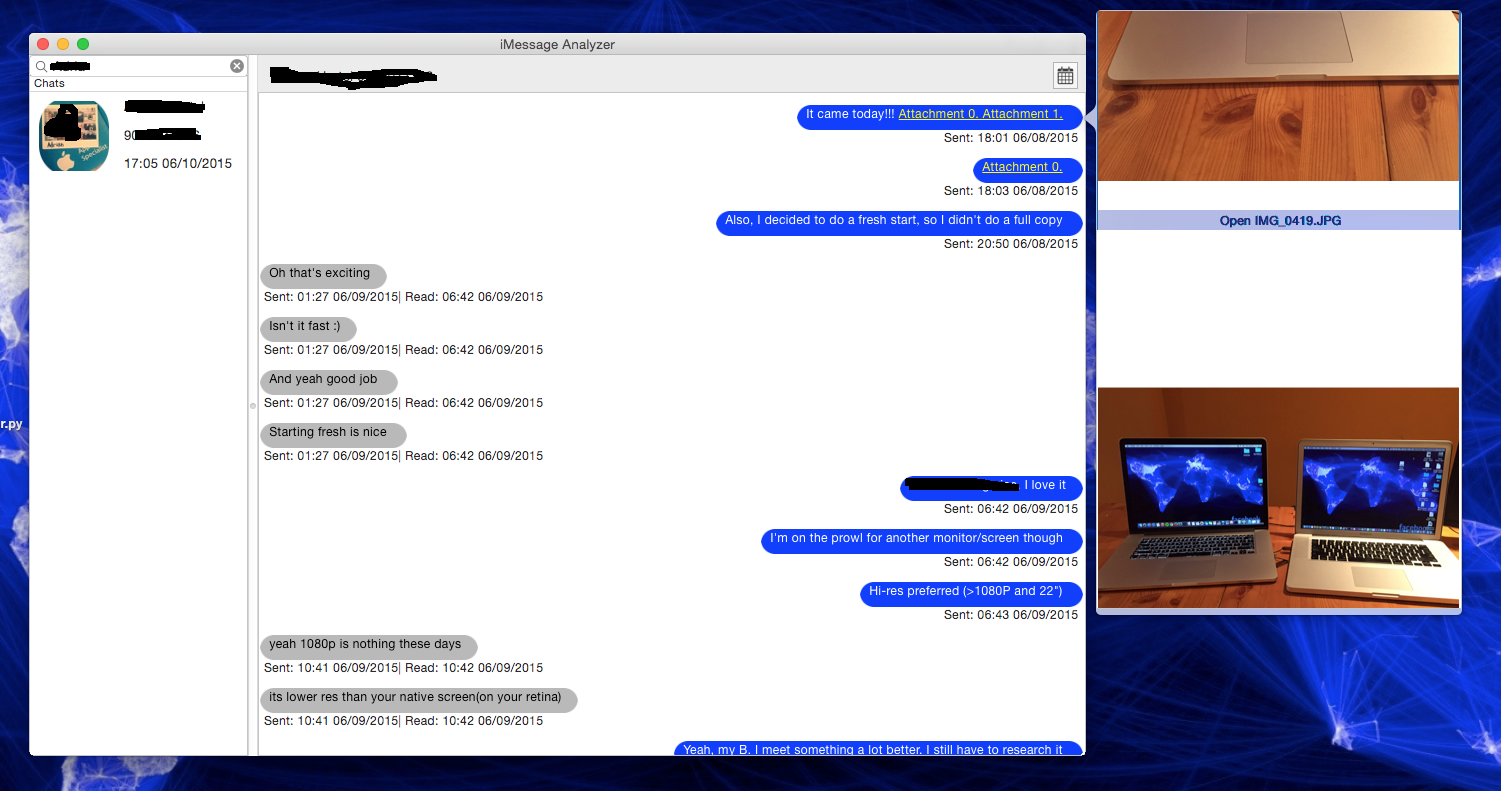 iMessage Analyzer
Chats
Adrian
App
Specialist
90
17:05 06/10/2015
It came today!!! Attachment 0. Attachment 1.
Sent: 18:01 06/08/2015
Attachment 0.
Sent: 18:03 06/08/2015
Also, I decided to do a fresh start, so I didn't do a full copy
Sent: 20:50 06/08/2015
Oh that's exciting
Sent: 01:27 06/09/2015| Read: 06:42 06/09/2015
Isn't it fast :)
Sent: 01:27 06/09/2015| Read: 06:42 06/09/2015
And yeah good job
Sent: 01:27 06/09/2015| Read: 06:42 06/09/2015
Starting fresh is nice
Sent: 01:27 06/09/2015| Read: 06:42 06/09/2015
I love it
Sent: 06:42 06/09/2015
I'm on the prowl for another monitor/screen though
Sent: 06:42 06/09/2015
Hi-res preferred (>1080P and 22")
Sent: 06:43 06/09/2015
yeah 1080p is nothing these days
Sent: 10:41 06/09/2015| Read: 10:42 06/09/2015
its lower res than your native screen(on your retina)
Sent: 10:41 06/09/2015| Read: 10:42 06/09/2015
Yeah, my B. I meet something a lot better. I still have to research it
r.py
Open IMG_0419.JPG
facebook
facebook